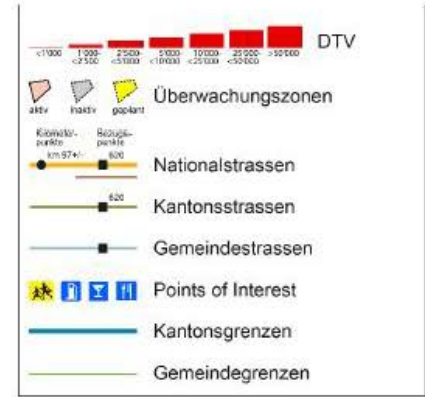 DTV
<1'000 1'000- 2'500- 5'000- 10'000- 25'000- >50'000
<2'500 <5'000 <10'000 <25'000 <50'000
Überwachungszonen
aktiv inaktiv geplant
Kilometer- Bezugs-
punkte punkte
km 97+/- 620
Nationalstrassen
620
Kantonsstrassen
Gemeindestrassen
Points of Interest
Kantonsgrenzen
Gemeindegrenzen